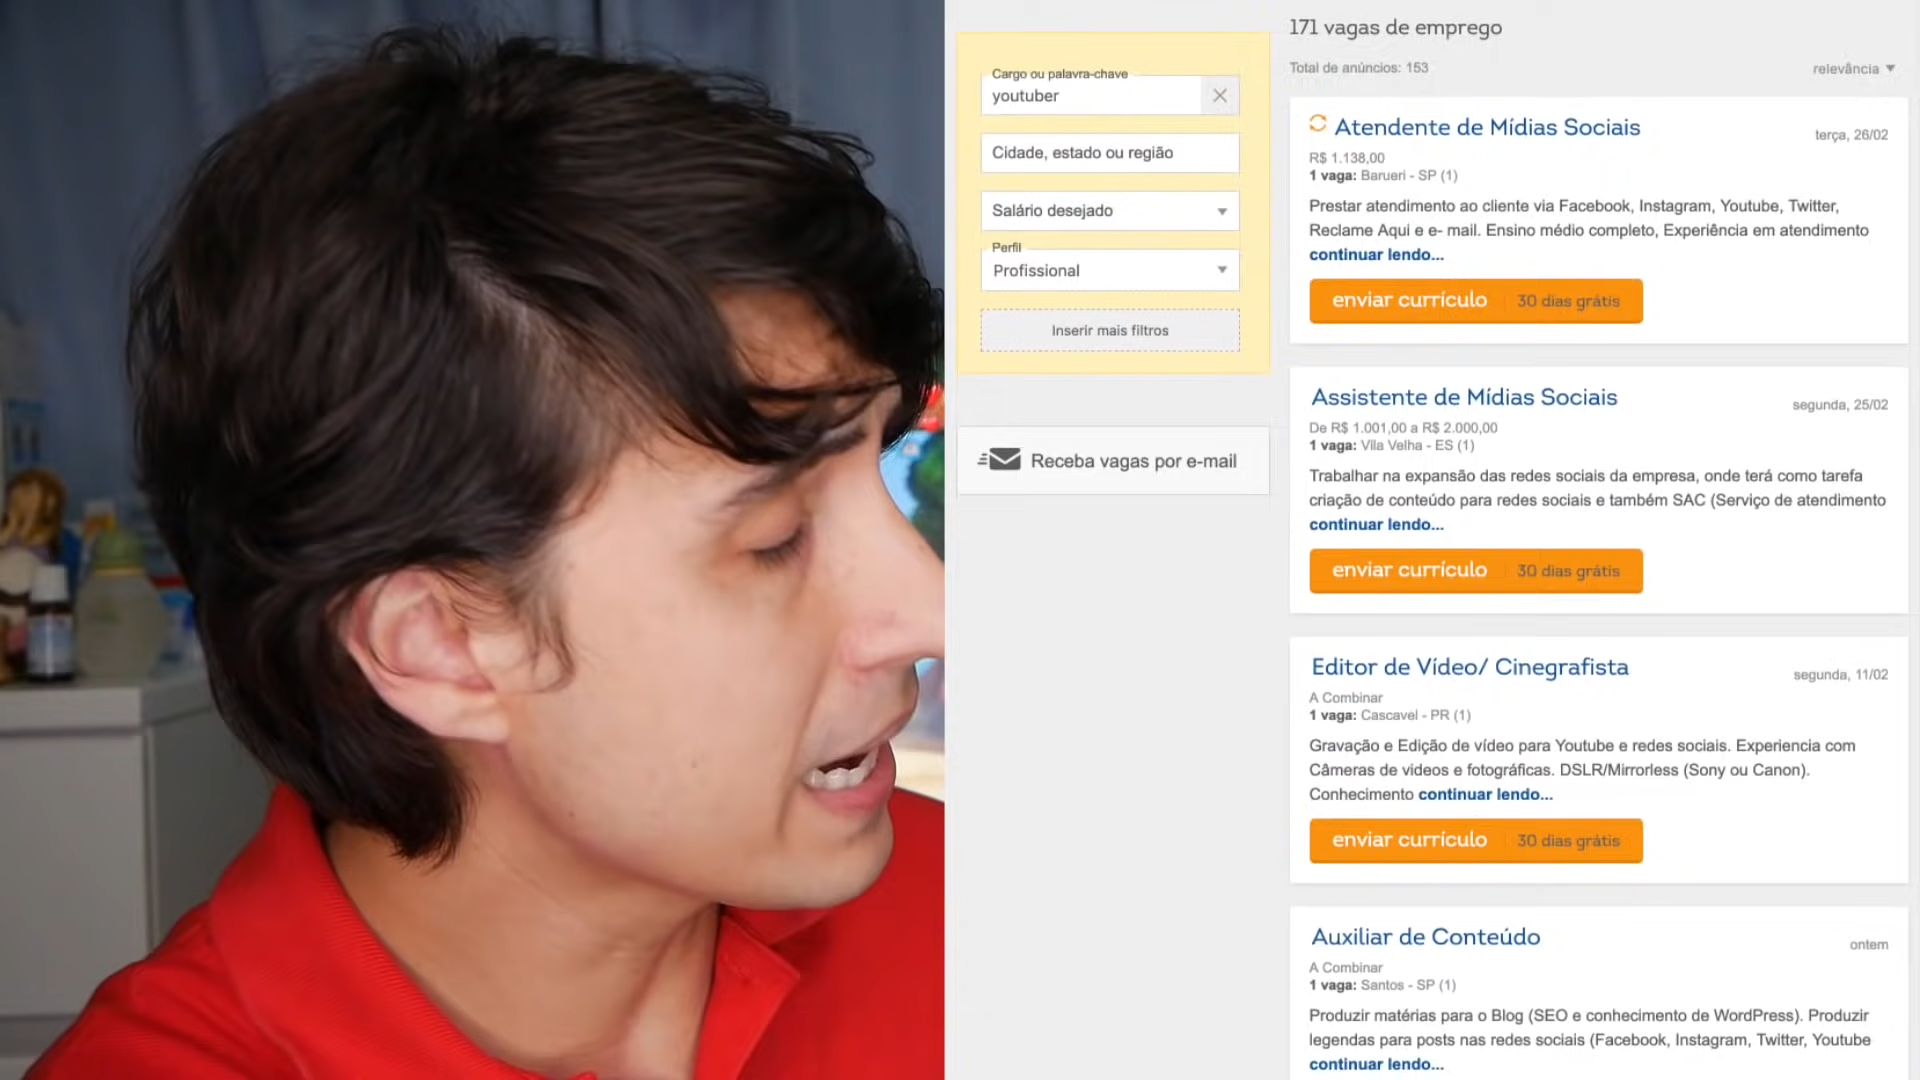 Cargo ou palavra-chave
youtuber
Cidade, estado ou região
Salário desejado
Perfil
Profissional
Inserir mais filtros
Receba vagas por e-mail
171 vagas de emprego
Total de anúncios: 153
relevância
Atendente de Mídias Sociais
terça, 26/02
R$ 1.138,00
1 vaga: Barueri - SP (1)
Prestar atendimento ao cliente via Facebook, Instagram, Youtube, Twitter,
Reclame Aqui e e- mail. Ensino médio completo, Experiência em atendimento
continuar lendo...
enviar currículo 30 dias grátis
Assistente de Mídias Sociais
segunda, 25/02
De R$ 1.001,00 a R$ 2.000,00
1 vaga: Vila Velha - ES (1)
Trabalhar na expansão das redes sociais da empresa, onde terá como tarefa
criação de conteúdo para redes sociais e também SAC (Serviço de atendimento
continuar lendo...
enviar currículo 30 dias grátis
Editor de Vídeo/ Cinegrafista
segunda, 11/02
A Combinar
1 vaga: Cascavel - PR (1)
Gravação e Edição de vídeo para Youtube e redes sociais. Experiencia com
Câmeras de videos e fotográficas. DSLR/Mirrorless (Sony ou Canon).
Conhecimento continuar lendo...
enviar currículo 30 dias grátis
Auxiliar de Conteúdo
ontem
A Combinar
1 vaga: Santos - SP (1)
Produzir matérias para o Blog (SEO e conhecimento de WordPress). Produzir
legendas para posts nas redes sociais (Facebook, Instagram, Twitter, Youtube
continuar lendo...